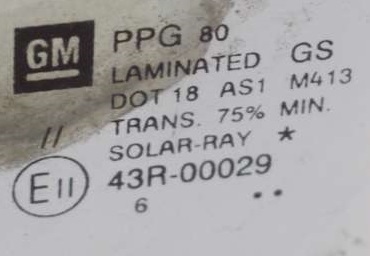 GM PPG 80
LAMINATED GS
DOT 18 AS1 M413
TRANS. 75% MIN.
SOLAR-RAY *
E11 43R-00029
6